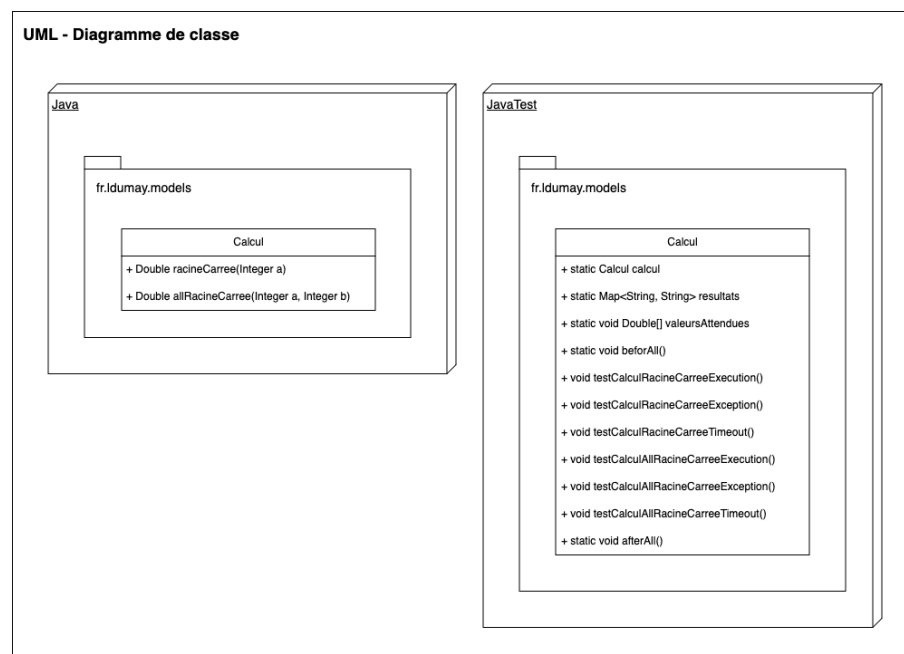 UML - Diagramme de classe
Java
fr.ldumay.models
Calcul
+ Double racineCarree(Integer a)
+ Double allRacineCarree(Integer a, Integer b)
JavaTest
fr.ldumay.models
Calcul
+ static Calcul calcul
+ static Map<String, String> resultats
+ static void Double[] valeursAttendues
+ static void beforAll()
+ void testCalculRacineCarreeExecution()
+ void testCalculRacineCarreeException()
+ void testCalculRacineCarreeTimeout()
+ void testCalculAllRacineCarreeExecution()
+ void testCalculAllRacineCarreeException()
+ void testCalculAllRacineCarreeTimeout()
+ static void afterAll()